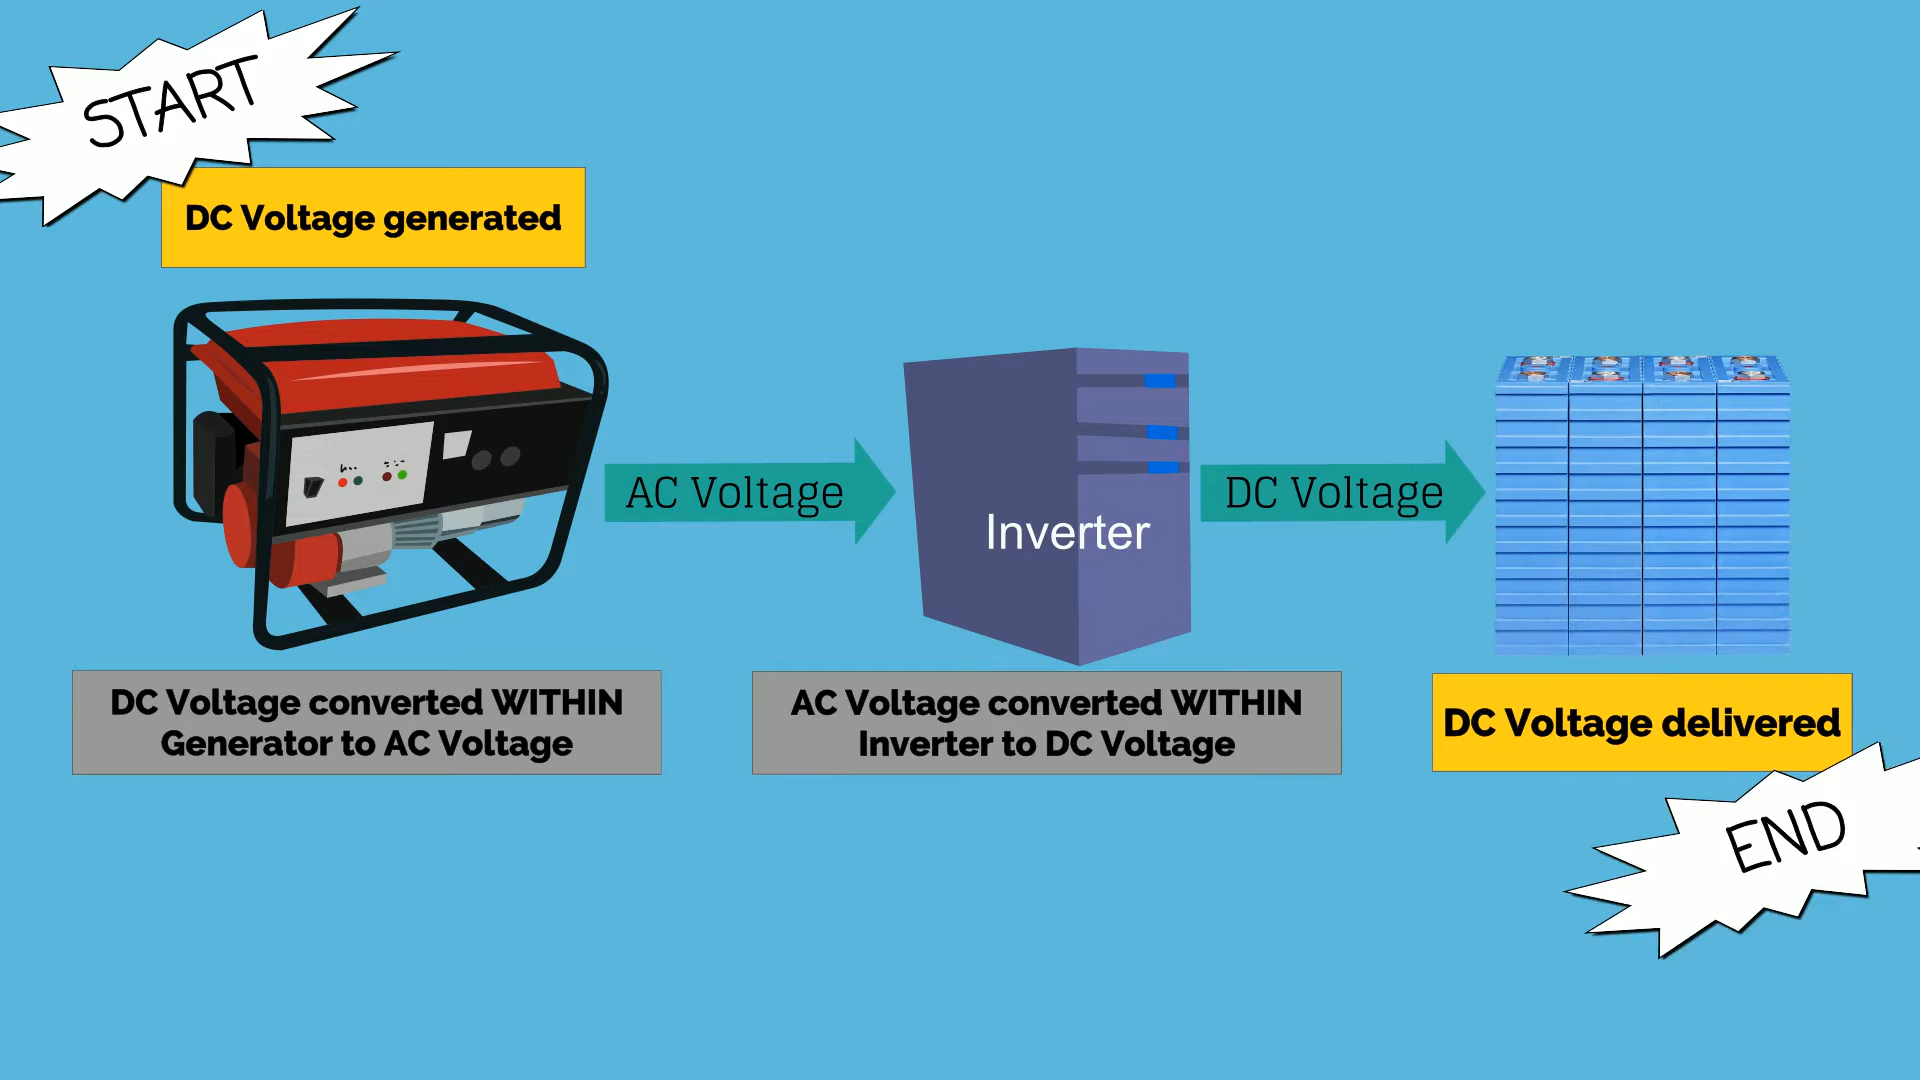 START
DC Voltage generated
AC Voltage
Inverter
DC Voltage
DC Voltage converted WITHIN
Generator to AC Voltage
AC Voltage converted WITHIN
Inverter to DC Voltage
DC Voltage delivered
END